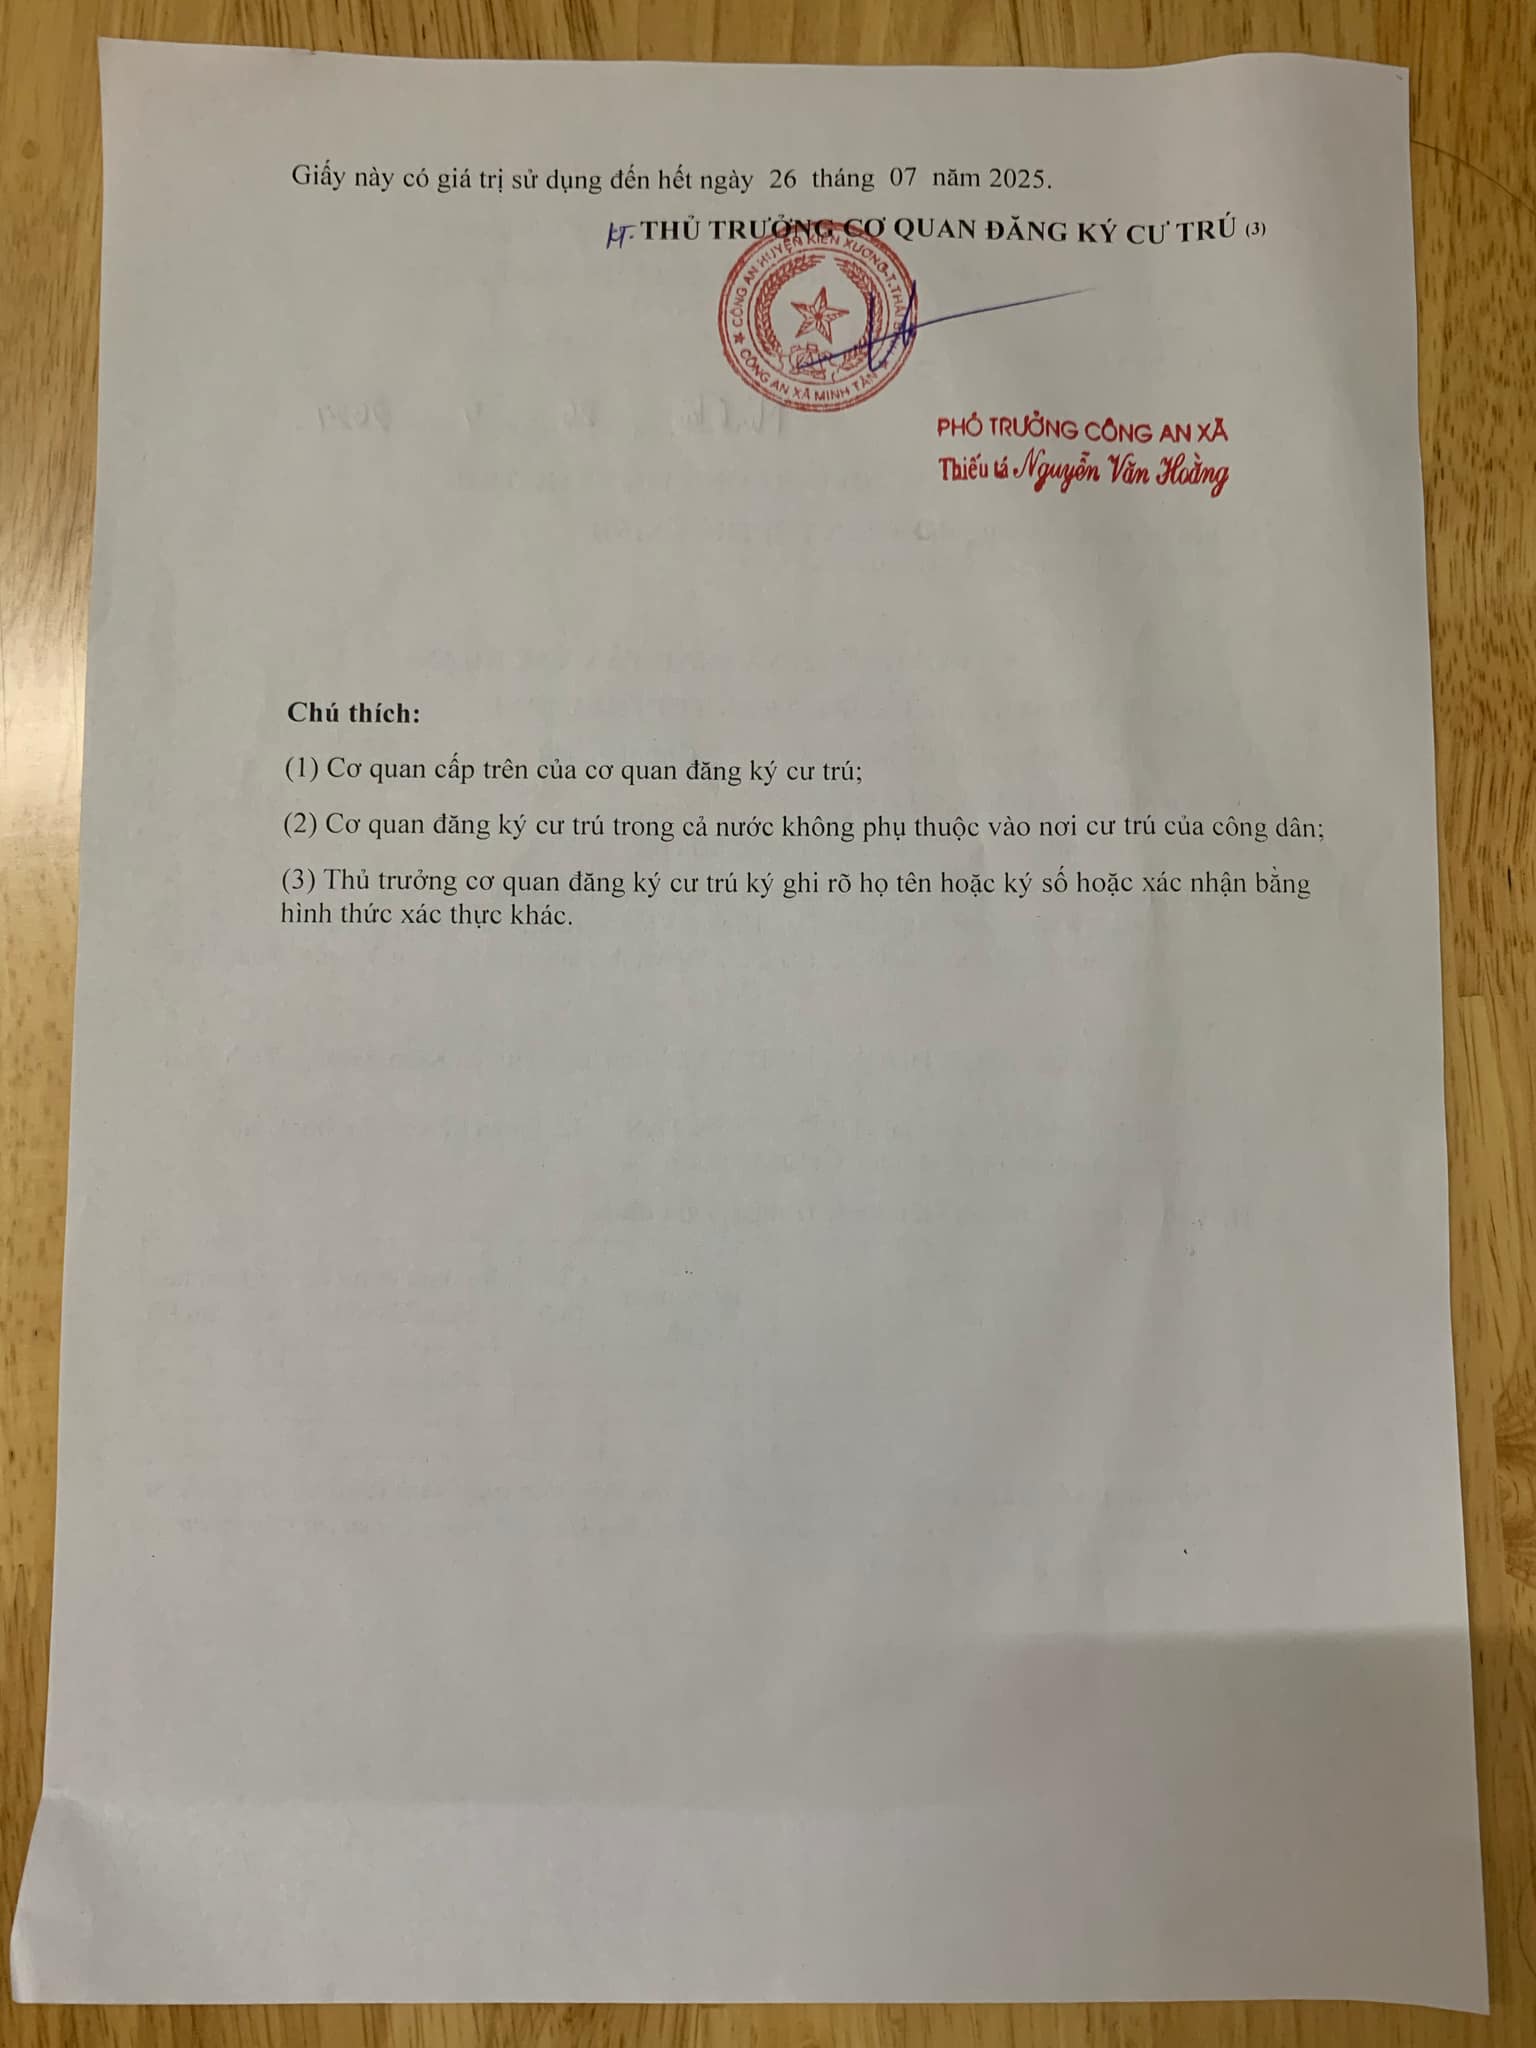 Giấy này có giá trị sử dụng đến hết ngày 26 tháng 07 năm 2025.
KT. THỦ TRƯỞNG CƠ QUAN ĐĂNG KÝ CƯ TRÚ (3)
CÔNG AN HUYỆN KIẾN XƯƠNG-T.THÁI BÌNH
CÔNG AN XÃ MINH TÂN
PHÓ TRƯỞNG CÔNG AN XÃ
Thiếu tá Nguyễn Văn Hoằng
Chú thích:
(1) Cơ quan cấp trên của cơ quan đăng ký cư trú;
(2) Cơ quan đăng ký cư trú trong cả nước không phụ thuộc vào nơi cư trú của công dân;
(3) Thủ trưởng cơ quan đăng ký cư trú ký ghi rõ họ tên hoặc ký số hoặc xác nhận bằng
hình thức xác thực khác.